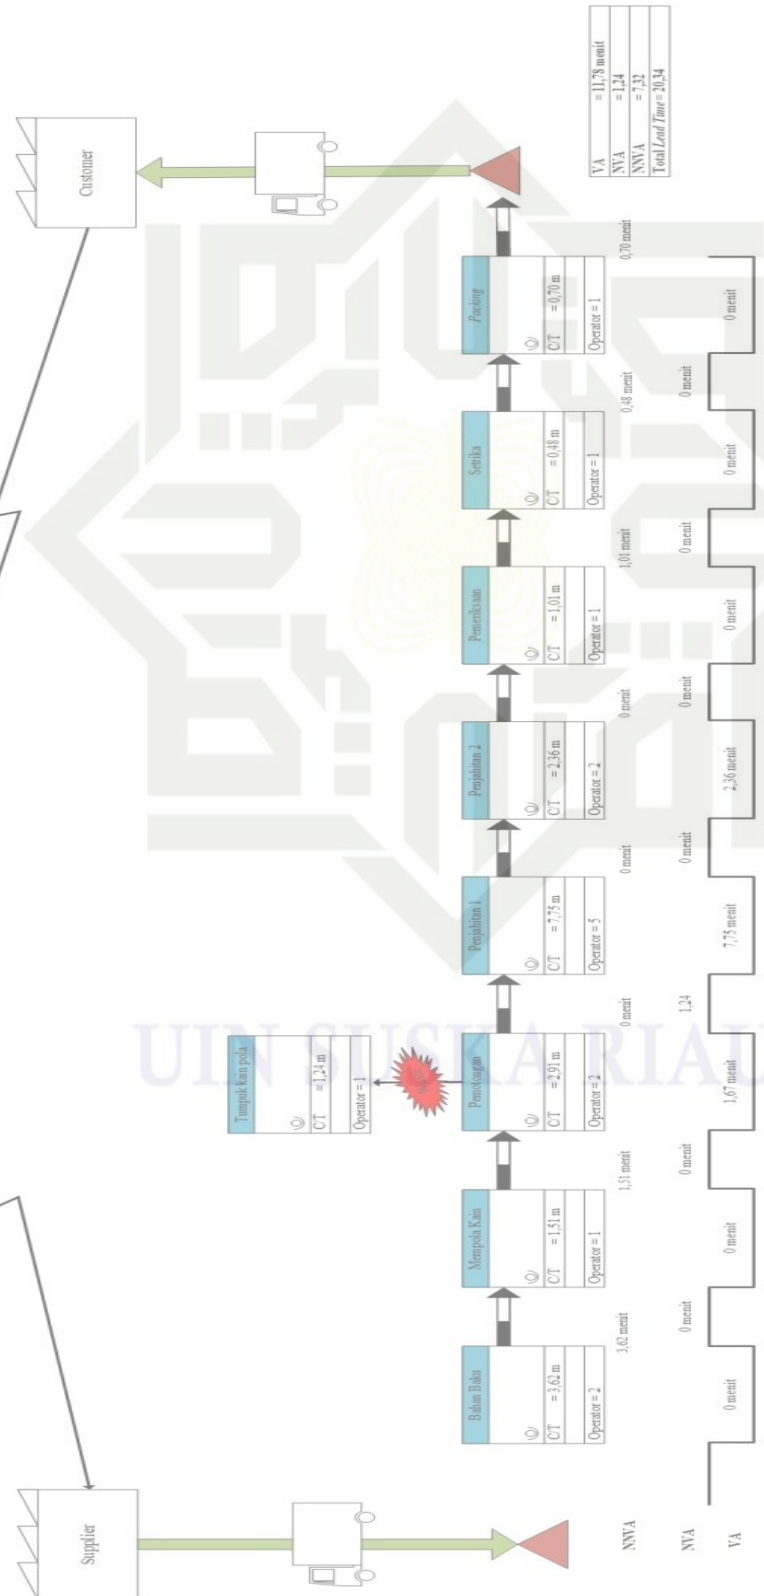 Supplier
Customer
Tumpuk kain pola
C/T = 1,24 m
Operator = 1
Bahan Baku
C/T = 3,62 m
Operator = 2
Mempola Kain
C/T = 1,51 m
Operator = 1
Pemotongan
C/T = 2,91 m
Operator = 2
Penjahitan 1
C/T = 7,75 m
Operator = 5
Penjahitan 2
C/T = 2,36 m
Operator = 2
Pemeriksaan
C/T = 1,01 m
Operator = 1
Setrika
C/T = 0,48 m
Operator = 1
Packing
C/T = 0,70 m
Operator = 1
NNVA 3,62 menit 1,51 menit 0 menit 0 menit 0 menit 1,01 menit 0,48 menit 0,70 menit
NVA 0 menit 0 menit 1,24 0 menit 0 menit 0 menit 0 menit
VA 0 menit 0 menit 1,67 menit 7,75 menit 2,36 menit 0 menit 0 menit 0 menit
VA = 11,78 menit
NVA = 1,24
NNVA = 7,32
Total Lead Time = 20,34
UIN SUSKA RIAU